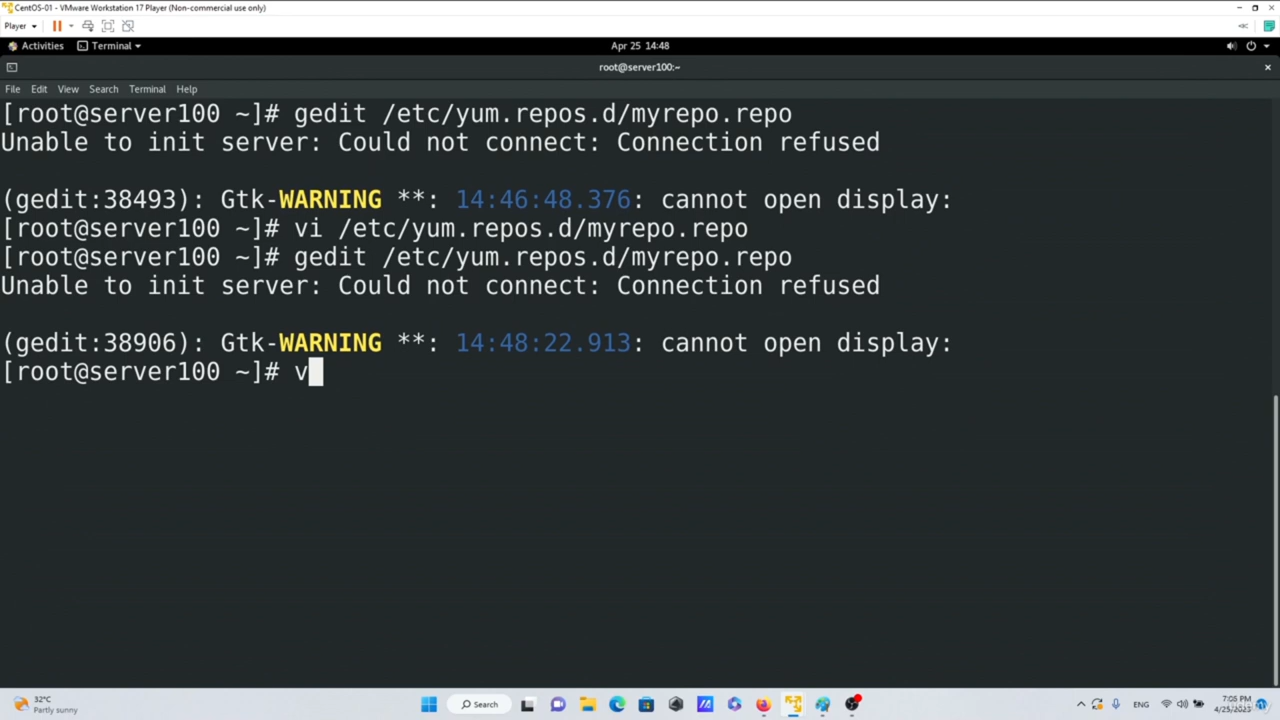 CentOS-01 - VMware Workstation 17 Player (Non-commercial use only)
Player
Activities Terminal Apr 25 14:48
root@server100:~
File Edit View Search Terminal Help
[root@server100 ~]# gedit /etc/yum.repos.d/myrepo.repo
Unable to init server: Could not connect: Connection refused
(gedit:38493): Gtk-WARNING **: 14:46:48.376: cannot open display:
[root@server100 ~]# vi /etc/yum.repos.d/myrepo.repo
[root@server100 ~]# gedit /etc/yum.repos.d/myrepo.repo
Unable to init server: Could not connect: Connection refused
(gedit:38906): Gtk-WARNING **: 14:48:22.913: cannot open display:
[root@server100 ~]# v
32°C
Partly sunny
Search
ENG
7:05 PM